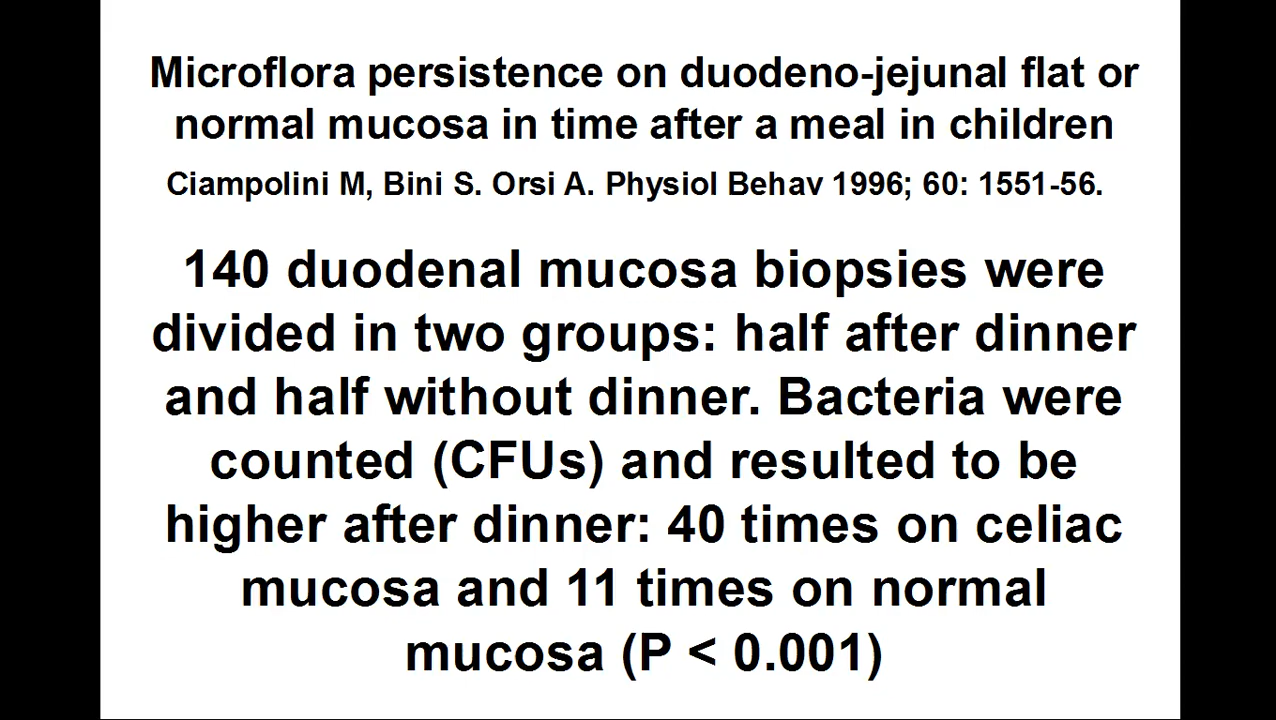 Microflora persistence on duodeno-jejunal flat or
normal mucosa in time after a meal in children
Ciampolini M, Bini S. Orsi A. Physiol Behav 1996; 60: 1551-56.
140 duodenal mucosa biopsies were
divided in two groups: half after dinner
and half without dinner. Bacteria were
counted (CFUs) and resulted to be
higher after dinner: 40 times on celiac
mucosa and 11 times on normal
mucosa (P < 0.001)